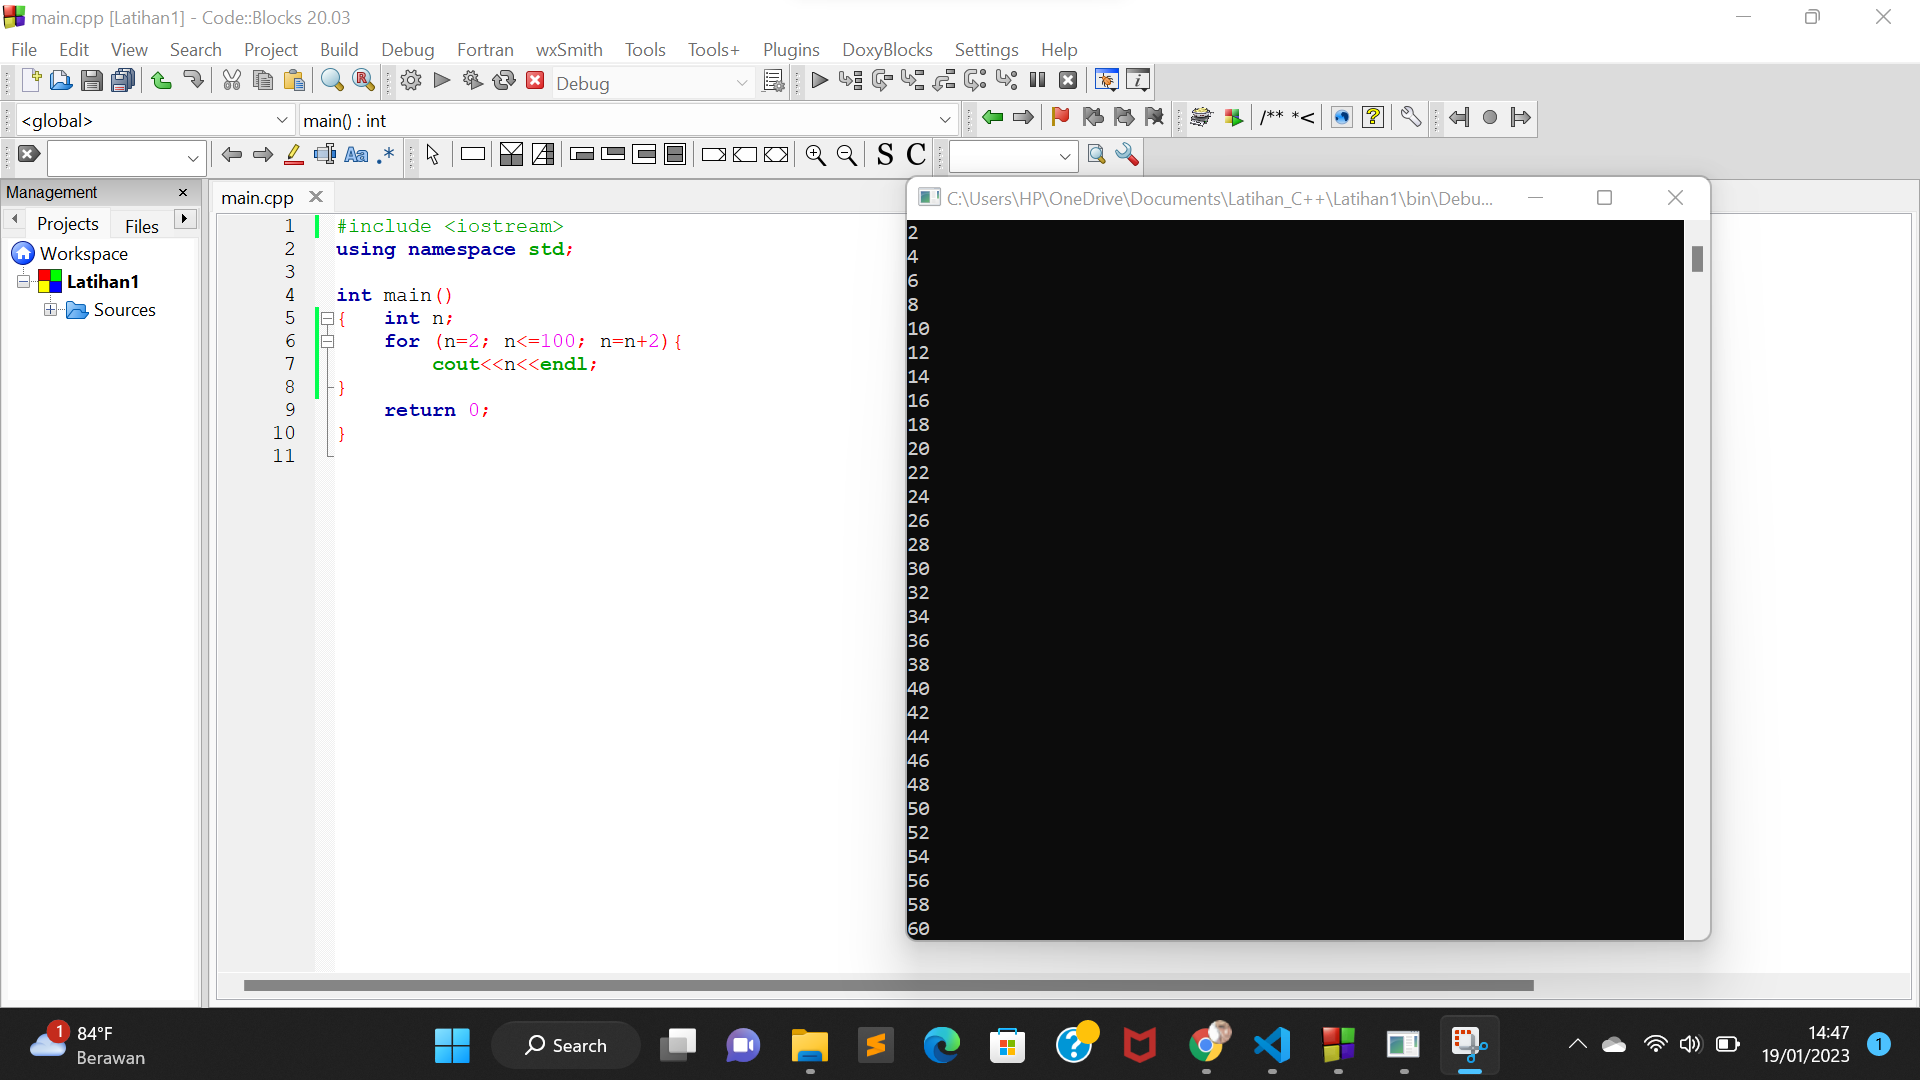 main.cpp [Latihan1] - Code::Blocks 20.03
File Edit View Search Project Build Debug Fortran wxSmith Tools Tools+ Plugins DoxyBlocks Settings Help
Debug
<global> main() : int
/** *<
Aa .* S C
Management
Projects Files
Workspace
Latihan1
Sources
main.cpp
1 #include <iostream>
2 using namespace std;
3
4 int main()
5 { int n;
6 for (n=2; n<=100; n=n+2){
7 cout<<n<<endl;
8 }
9 return 0;
10 }
11
C:\Users\HP\OneDrive\Documents\Latihan_C++\Latihan1\bin\Debu...
2
4
6
8
10
12
14
16
18
20
22
24
26
28
30
32
34
36
38
40
42
44
46
48
50
52
54
56
58
60
1
84°F
Berawan
Search
14:47
19/01/2023
1